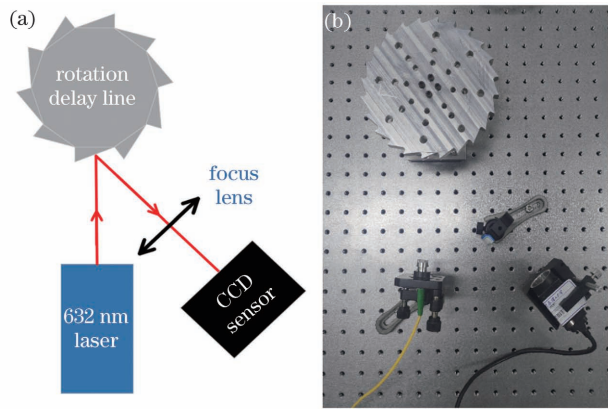 (a)
rotation
delay line
focus
lens
632 nm
laser
CCD
sensor
(b)